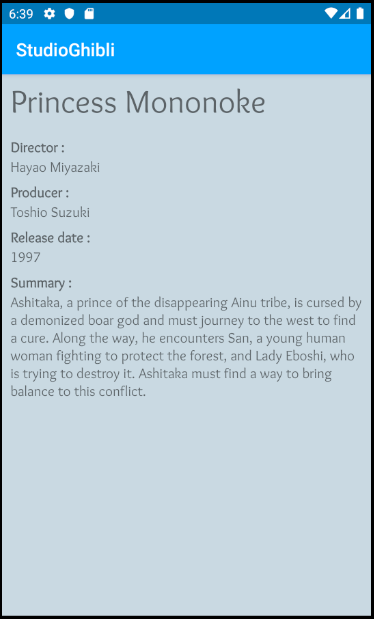 6:39
StudioGhibli
Princess Mononoke
Director :
Hayao Miyazaki
Producer :
Toshio Suzuki
Release date :
1997
Summary :
Ashitaka, a prince of the disappearing Ainu tribe, is cursed by
a demonized boar god and must journey to the west to find
a cure. Along the way, he encounters San, a young human
woman fighting to protect the forest, and Lady Eboshi, who
is trying to destroy it. Ashitaka must find a way to bring
balance to this conflict.